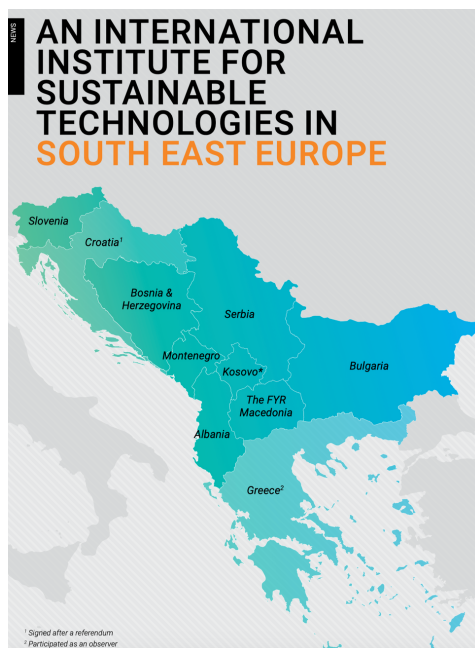 NEWS
AN INTERNATIONAL
INSTITUTE FOR
SUSTAINABLE
TECHNOLOGIES IN
SOUTH EAST EUROPE
Slovenia
Croatia¹
Bosnia &
Herzegovina
Serbia
Montenegro
Kosovo*
Bulgaria
The FYR
Macedonia
Albania
Greece²
¹ Signed after a referendum
² Participated as an observer